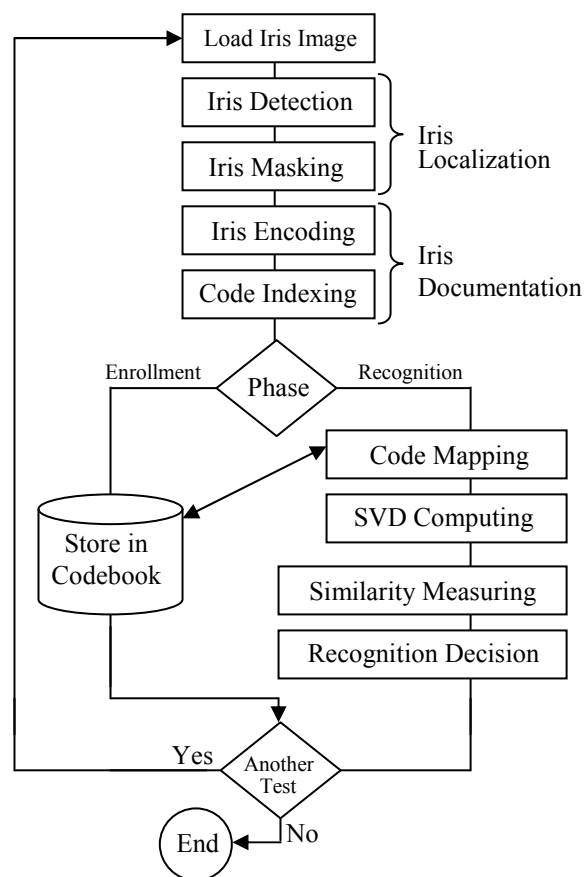 Load Iris Image
Iris Detection
Iris Masking
Iris
Localization
Iris Encoding
Code Indexing
Iris
Documentation
Enrollment
Phase
Recognition
Code Mapping
SVD Computing
Store in
Codebook
Similarity Measuring
Recognition Decision
Yes
Another
Test
No
End